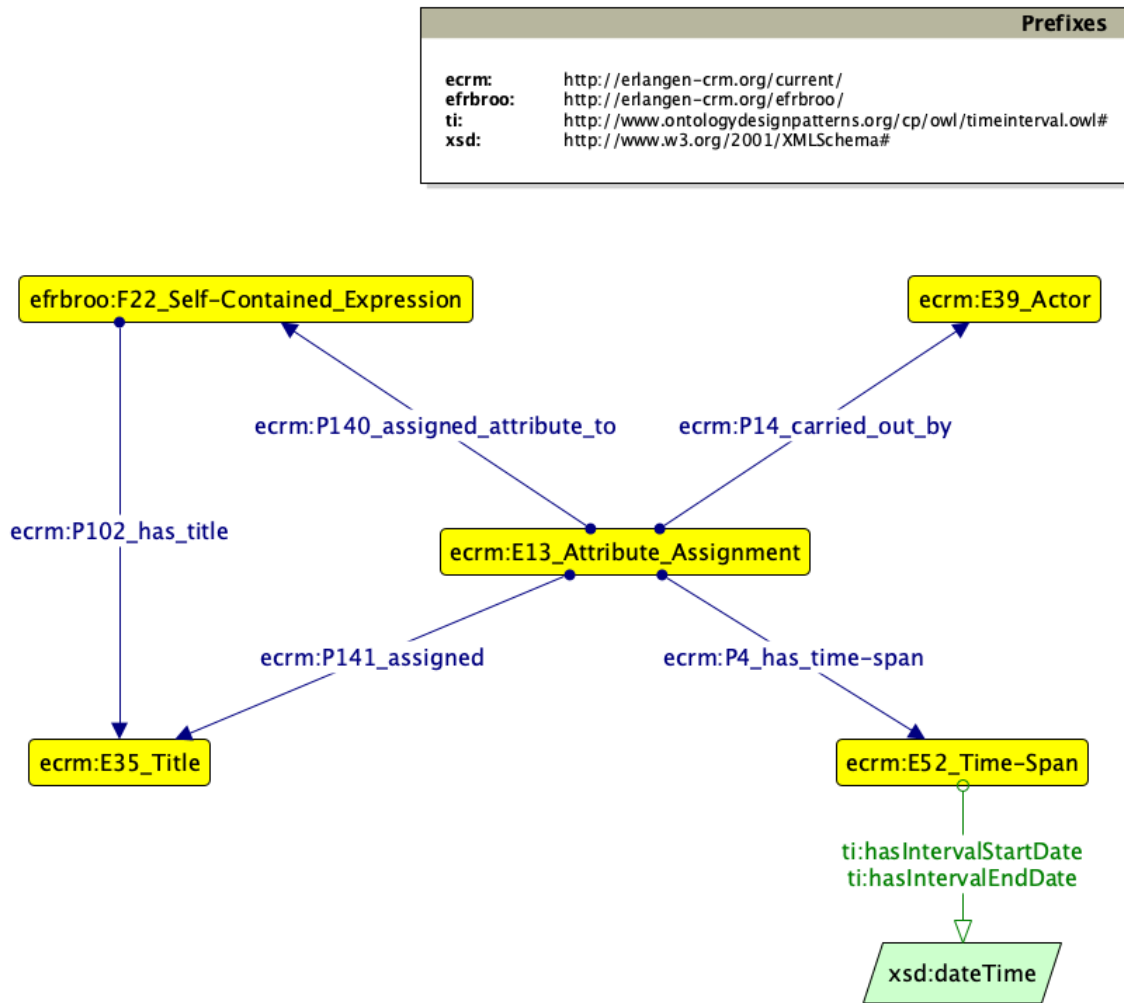 Prefixes
ecrm: http://erlangen-crm.org/current/
efrbroo: http://erlangen-crm.org/efrbroo/
ti: http://www.ontologydesignpatterns.org/cp/owl/timeinterval.owl#
xsd: http://www.w3.org/2001/XMLSchema#
efrbroo:F22_Self-Contained_Expression
ecrm:E39_Actor
ecrm:P140_assigned_attribute_to
ecrm:P14_carried_out_by
ecrm:P102_has_title
ecrm:E13_Attribute_Assignment
ecrm:P141_assigned
ecrm:P4_has_time-span
ecrm:E35_Title
ecrm:E52_Time-Span
ti:hasIntervalStartDate
ti:hasIntervalEndDate
xsd:dateTime